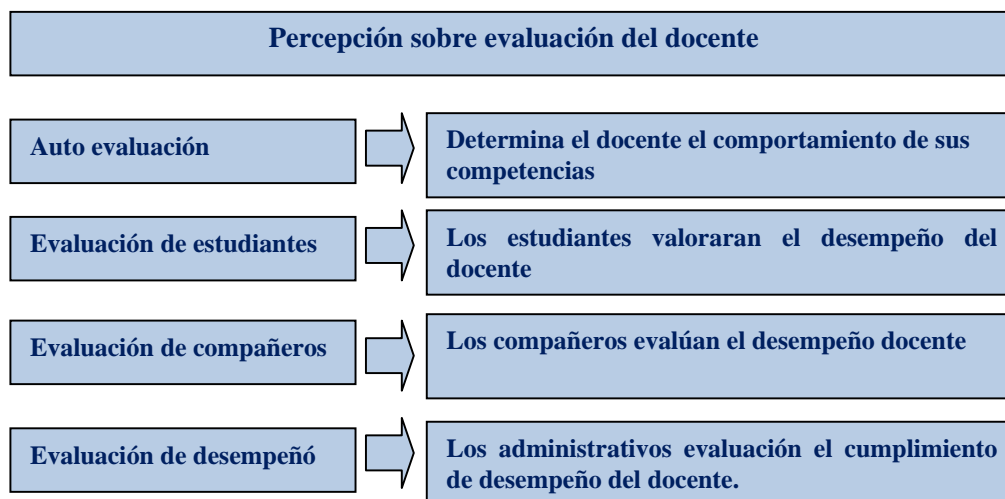 Percepción sobre evaluación del docente
Auto evaluación
Determina el docente el comportamiento de sus
competencias
Evaluación de estudiantes
Los estudiantes valoraran el desempeño del
docente
Evaluación de compañeros
Los compañeros evalúan el desempeño docente
Evaluación de desempeñó
Los administrativos evaluación el cumplimiento
de desempeño del docente.